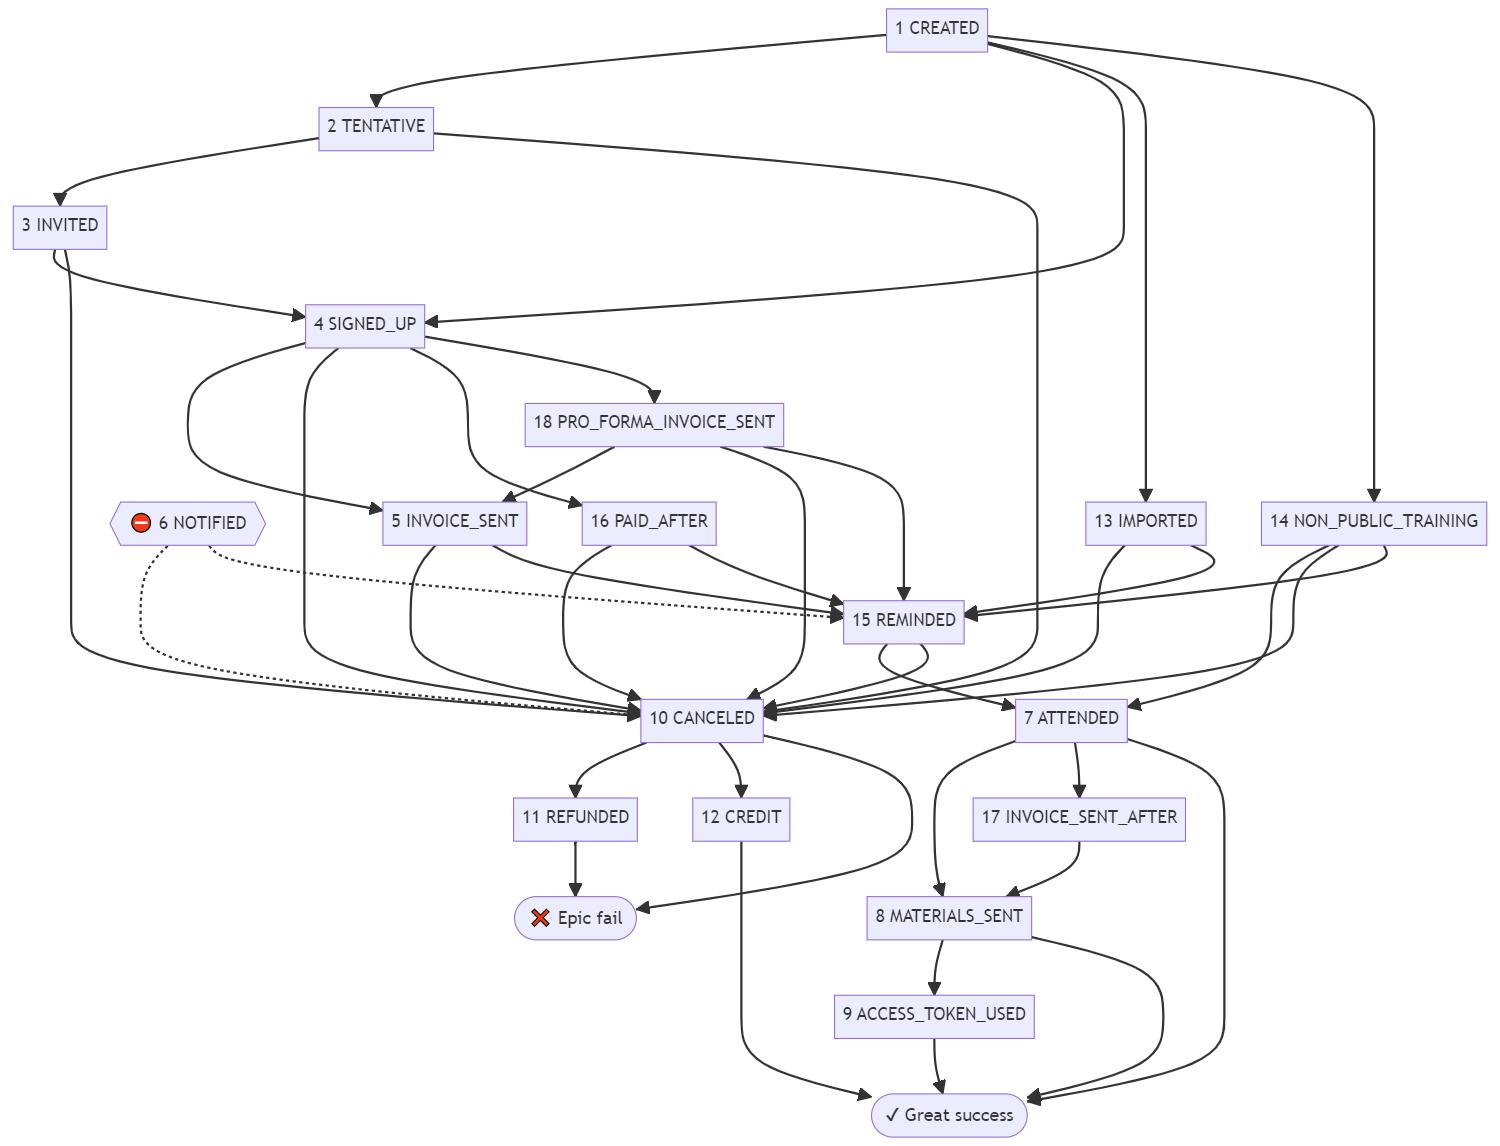 1 CREATED
2 TENTATIVE
3 INVITED
4 SIGNED_UP
18 PRO_FORMA_INVOICE_SENT
6 NOTIFIED
5 INVOICE_SENT
16 PAID_AFTER
13 IMPORTED
14 NON_PUBLIC_TRAINING
15 REMINDED
10 CANCELED
7 ATTENDED
11 REFUNDED
12 CREDIT
17 INVOICE_SENT_AFTER
Epic fail
8 MATERIALS_SENT
9 ACCESS_TOKEN_USED
✓ Great success